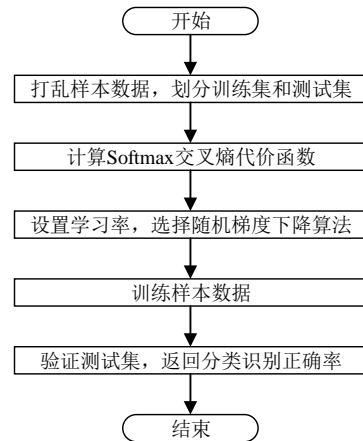 开始
打乱样本数据，划分训练集和测试集
计算Softmax交叉熵代价函数
设置学习率，选择随机梯度下降算法
训练样本数据
验证测试集，返回分类识别正确率
结束